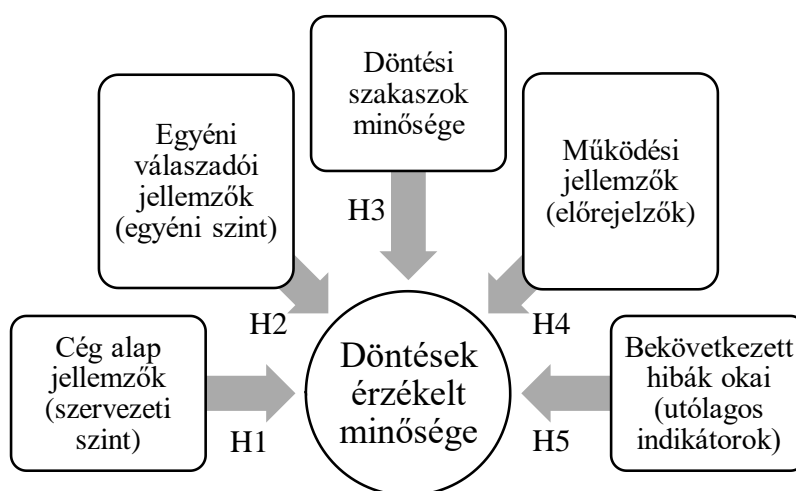 Döntési
szakaszok
minősége
Egyéni
válaszadói
jellemzők
(egyéni szint)
Működési
jellemzők
(előrejelzők)
H3
H2
H4
Cég alap
jellemzők
(szervezeti
szint)
H1
Döntések
érzékelt
minősége
H5
Bekövetkezett
hibák okai
(utólagos
indikátorok)